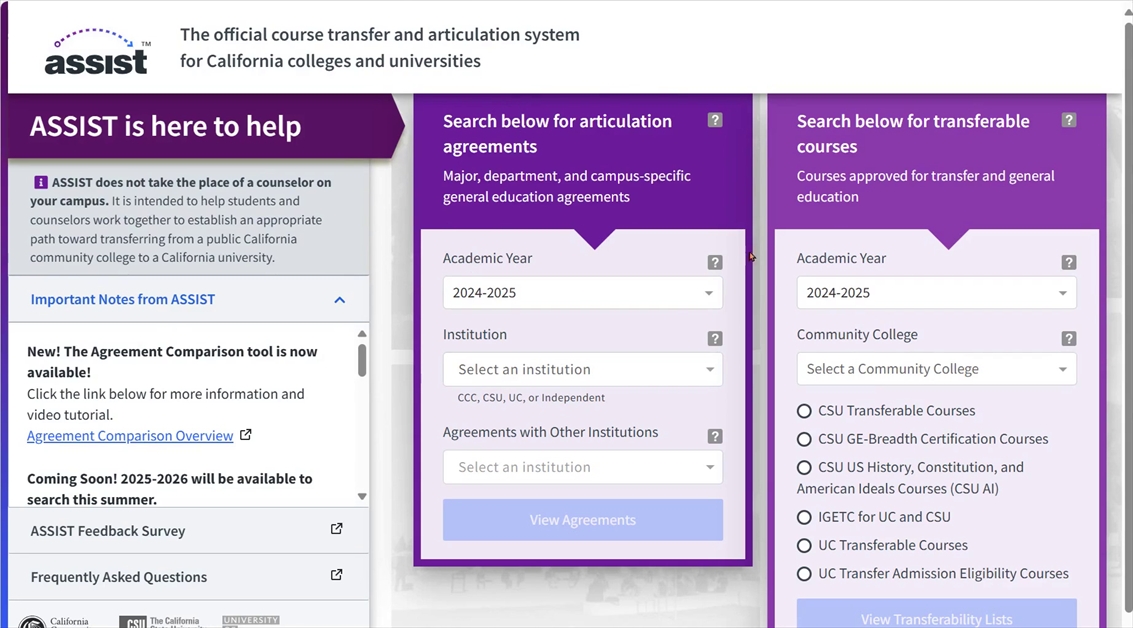 assist™
The official course transfer and articulation system
for California colleges and universities
ASSIST is here to help
i ASSIST does not take the place of a counselor on
your campus. It is intended to help students and
counselors work together to establish an appropriate
path toward transferring from a public California
community college to a California university.
Important Notes from ASSIST
New! The Agreement Comparison tool is now
available!
Click the link below for more information and
video tutorial.
Agreement Comparison Overview
Coming Soon! 2025-2026 will be available to
search this summer.
ASSIST Feedback Survey
Frequently Asked Questions
California
CSU The California
UNIVERSITY
Search below for articulation ?
agreements
Major, department, and campus-specific
general education agreements
Academic Year ?
2024-2025
Institution ?
Select an institution
CCC, CSU, UC, or Independent
Agreements with Other Institutions ?
Select an institution
View Agreements
Search below for transferable ?
courses
Courses approved for transfer and general
education
Academic Year ?
2024-2025
Community College ?
Select a Community College
CSU Transferable Courses
CSU GE-Breadth Certification Courses
CSU US History, Constitution, and
American Ideals Courses (CSU AI)
IGETC for UC and CSU
UC Transferable Courses
UC Transfer Admission Eligibility Courses
View Transferability Lists